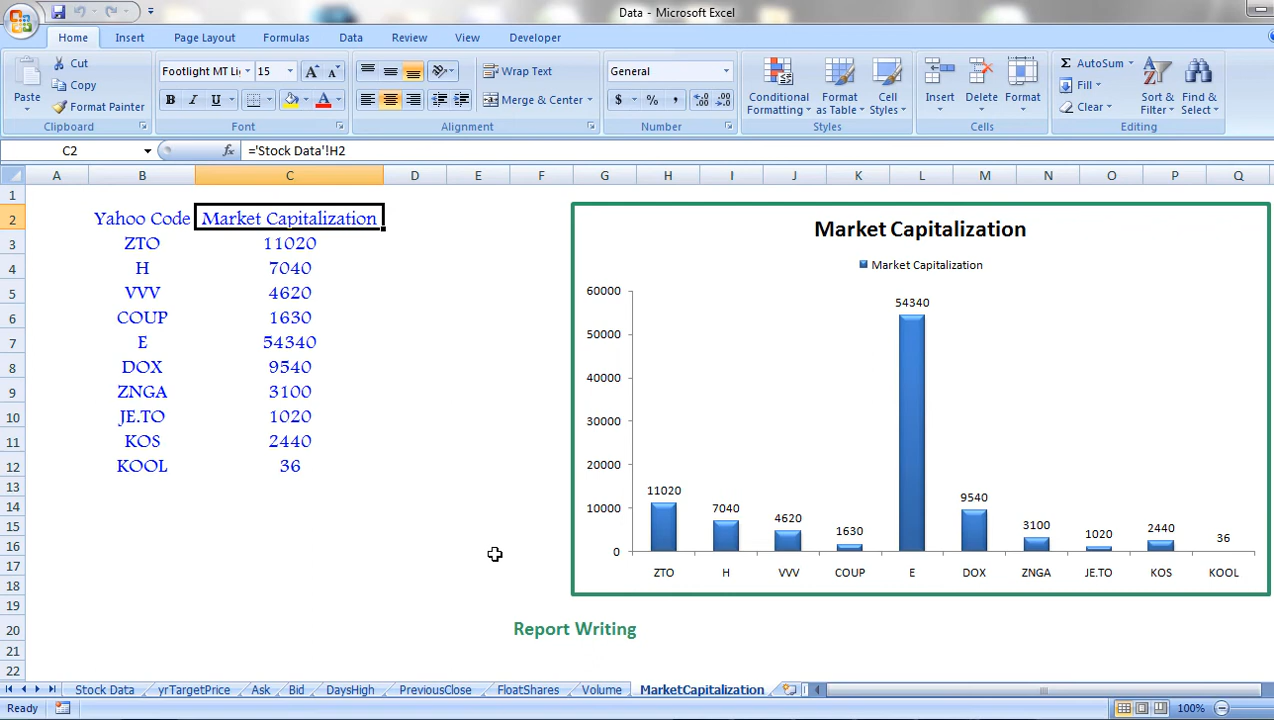 Data - Microsoft Excel
Home Insert Page Layout Formulas Data Review View Developer
Paste Cut Copy Format Painter
Clipboard
Footlight MT Li 15
B I U A
Font
Wrap Text
Merge & Center
Alignment
General
$ % ,
Number
Conditional Formatting Format as Table Cell Styles
Styles
Insert Delete Format
Cells
Σ AutoSum Fill Clear Sort & Filter Find & Select
Editing
C2 fx ='Stock Data'!H2
A B C D E F G H I J K L M N O P Q
1
2 Yahoo Code Market Capitalization
3 ZTO 11020
4 H 7040
5 VVV 4620
6 COUP 1630
7 E 54340
8 DOX 9540
9 ZNGA 3100
10 JE.TO 1020
11 KOS 2440
12 KOOL 36
13
14
15
16
17
18
19
20
21
22
Market Capitalization
Market Capitalization
60000
50000
40000
30000
20000
10000
0
11020 7040 4620 1630 54340 9540 3100 1020 2440 36
ZTO H VVV COUP E DOX ZNGA JE.TO KOS KOOL
Report Writing
Stock Data yrTargetPrice Ask Bid DaysHigh PreviousClose FloatShares Volume MarketCapitalization
Ready 100%